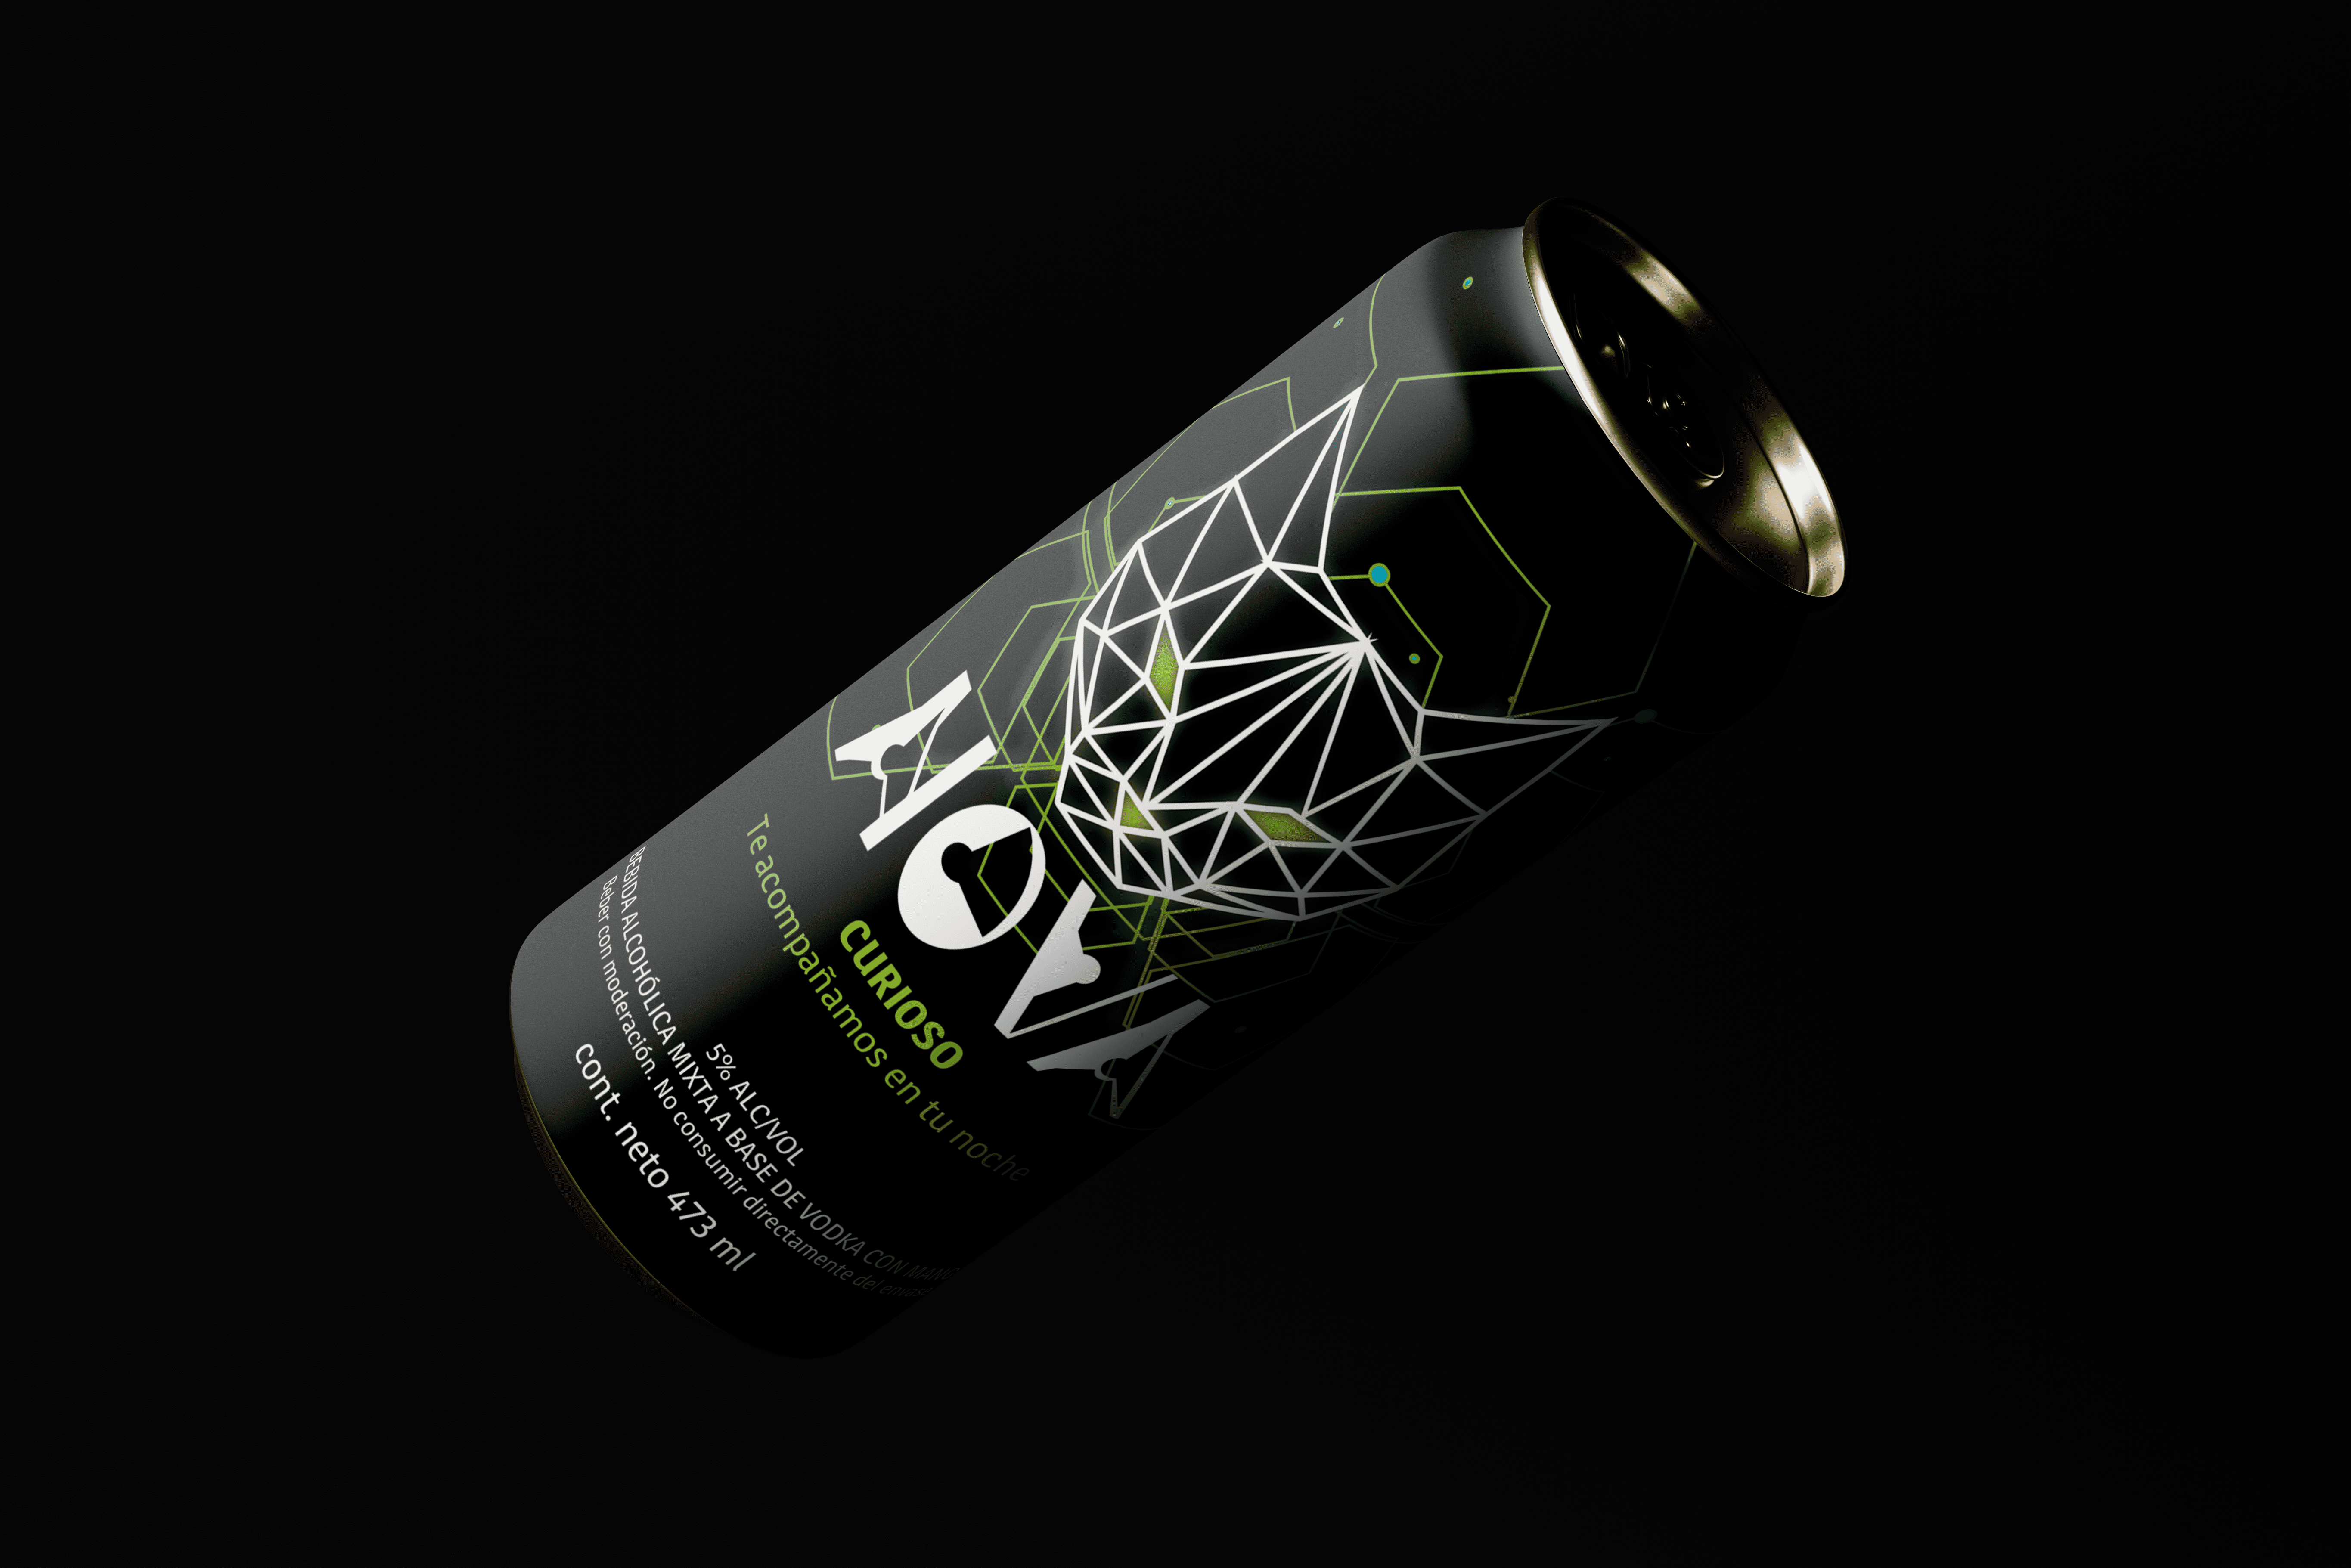 NOVA
CURIOSO
Te acompañamos en tu noche
5% ALC/VOL
BEBIDA ALCOHÓLICA MIXTA A BASE DE VODKA CON
Beber con moderación. No consumir directamente del
cont. neto 473 ml